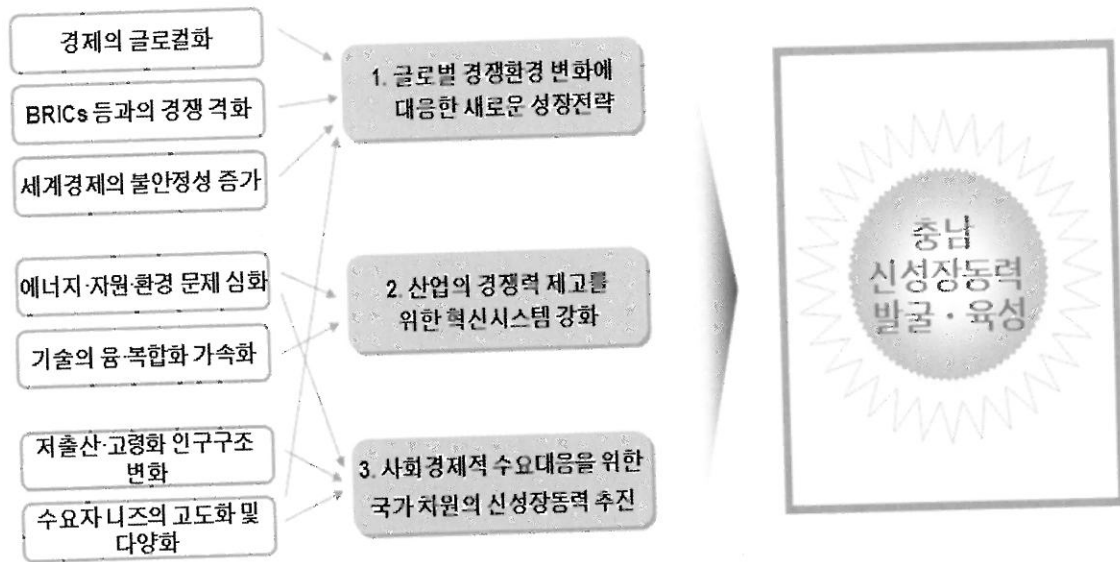 경제의 글로컬화
BRICs 등과의 경쟁 격화
세계경제의 불안정성 증가
에너지·자원·환경 문제 심화
기술의 융·복합화 가속화
저출산·고령화 인구구조
변화
수요자 니즈의 고도화 및
다양화
1. 글로벌 경쟁환경 변화에
대응한 새로운 성장전략
2. 산업의 경쟁력 제고를
위한 혁신시스템 강화
3. 사회경제적 수요대응을 위한
국가 차원의 신성장동력 추진
충남
신성장동력
발굴·육성